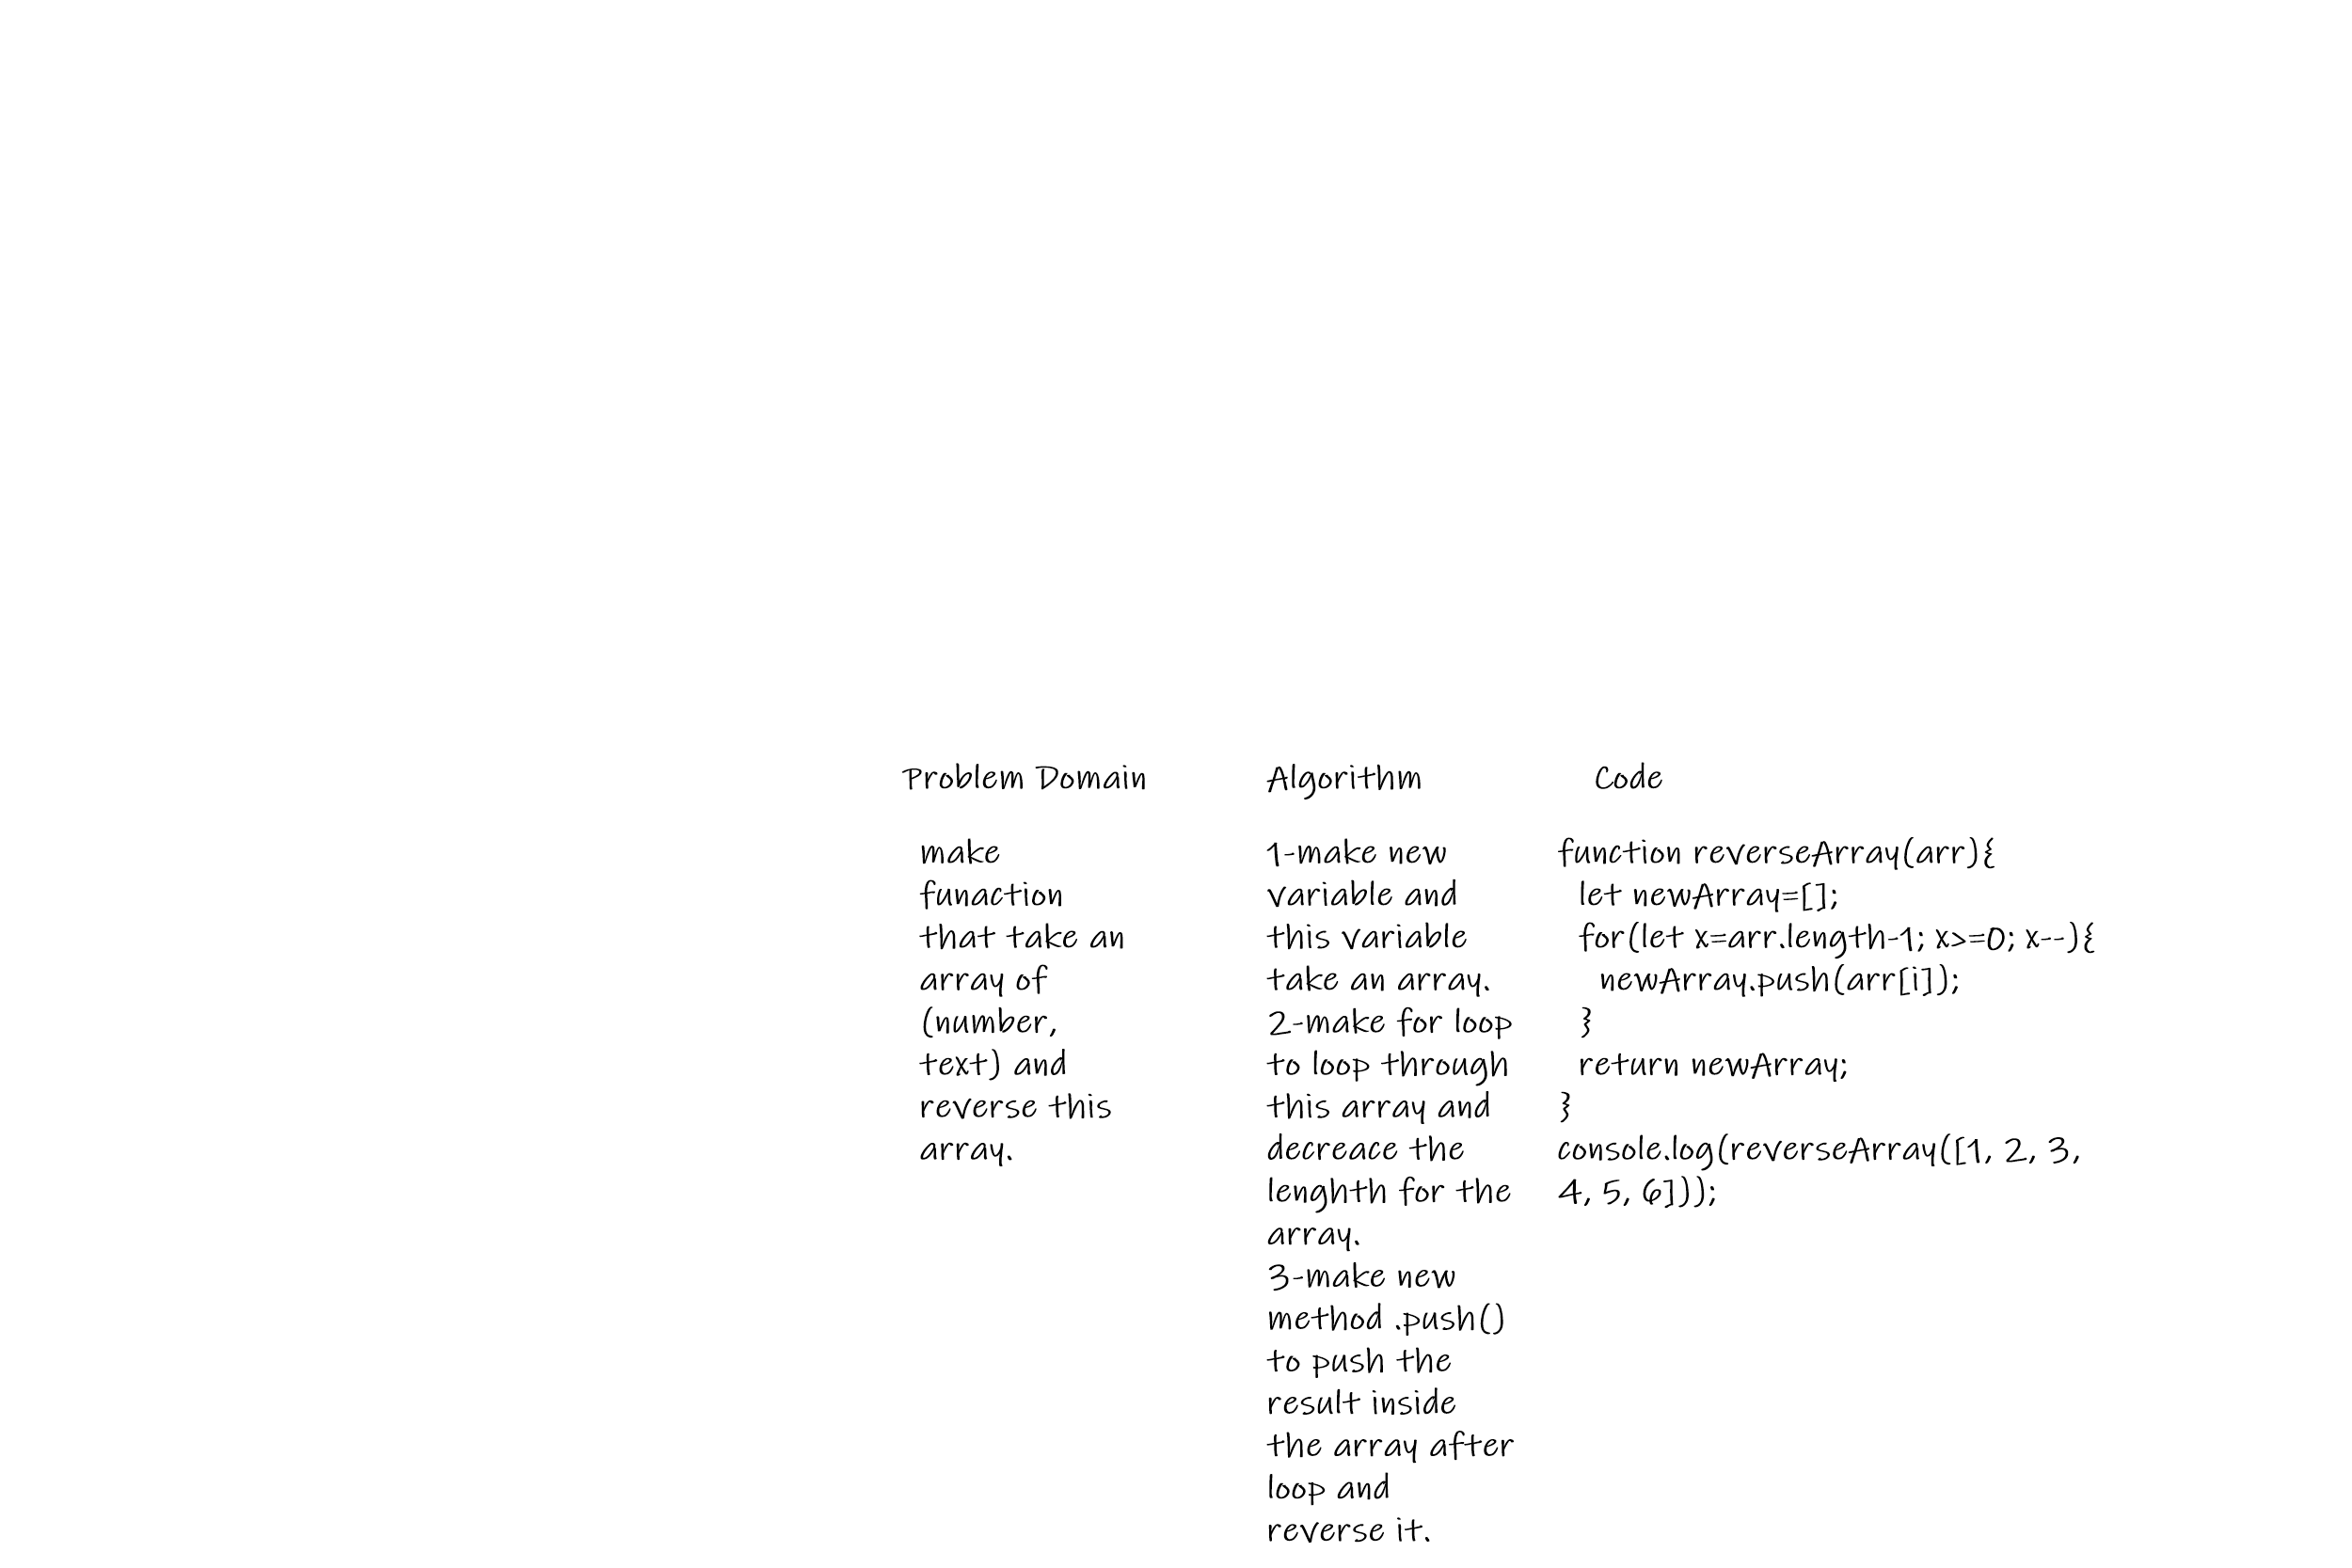 Problem Domain
make
funaction
that take an
array of
(number,
text) and
reverse this
array.
Algorithm
1-make new
variable and
this variable
take an array.
2-make for loop
to loop through
this array and
decreace the
lenghth for the
array.
3-make new
method .push()
to push the
result inside
the array after
loop and
reverse it.
Code
function reverseArray(arr){
let newArray=[];
for(let x=arr.length-1; x>=0; x--){
newArray.push(arr[i]);
}
return newArray;
}
console.log(reverseArray([1, 2, 3,
4, 5, 6]));